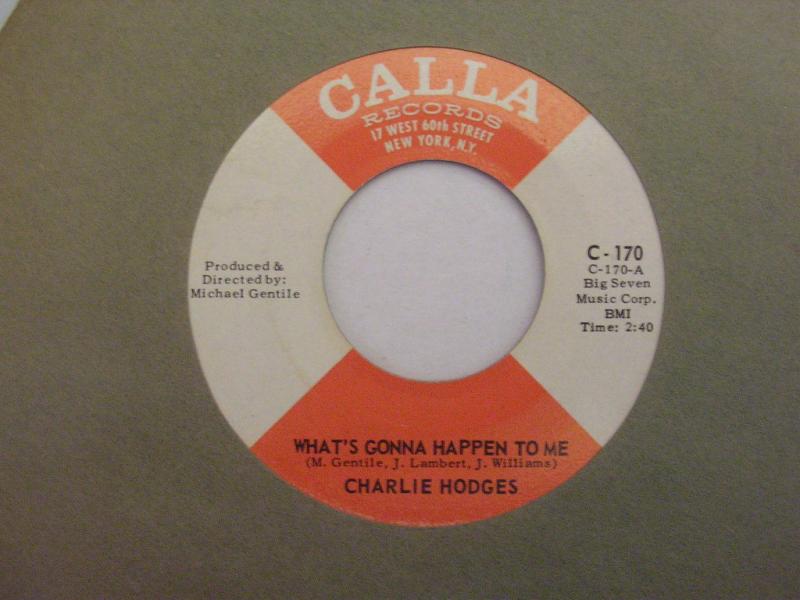 CALLA
RECORDS
17 WEST 60th STREET
NEW YORK, N.Y.
Produced &
Directed by:
Michael Gentile
C-170
C-170-A
Big Seven
Music Corp.
BMI
Time: 2:40
WHAT'S GONNA HAPPEN TO ME
(M. Gentile, J. Lambert, J. Williams)
CHARLIE HODGES